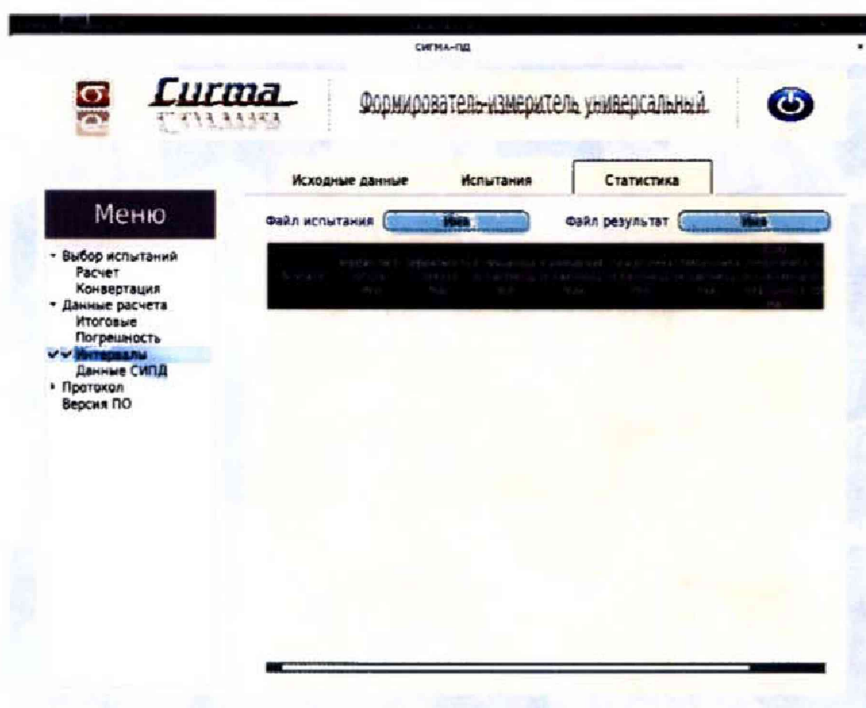 СИГМА-ПД
Сигма
Формирователь-измеритель универсальный
Исходные данные Испытания Статистика
Меню
Файл испытания Имя Файл результат Имя
Выбор испытаний
Расчет
Конвертация
Данные расчета
Итоговые
Погрешность
Интервалы
Данные СИПД
Протокол
Версия ПО